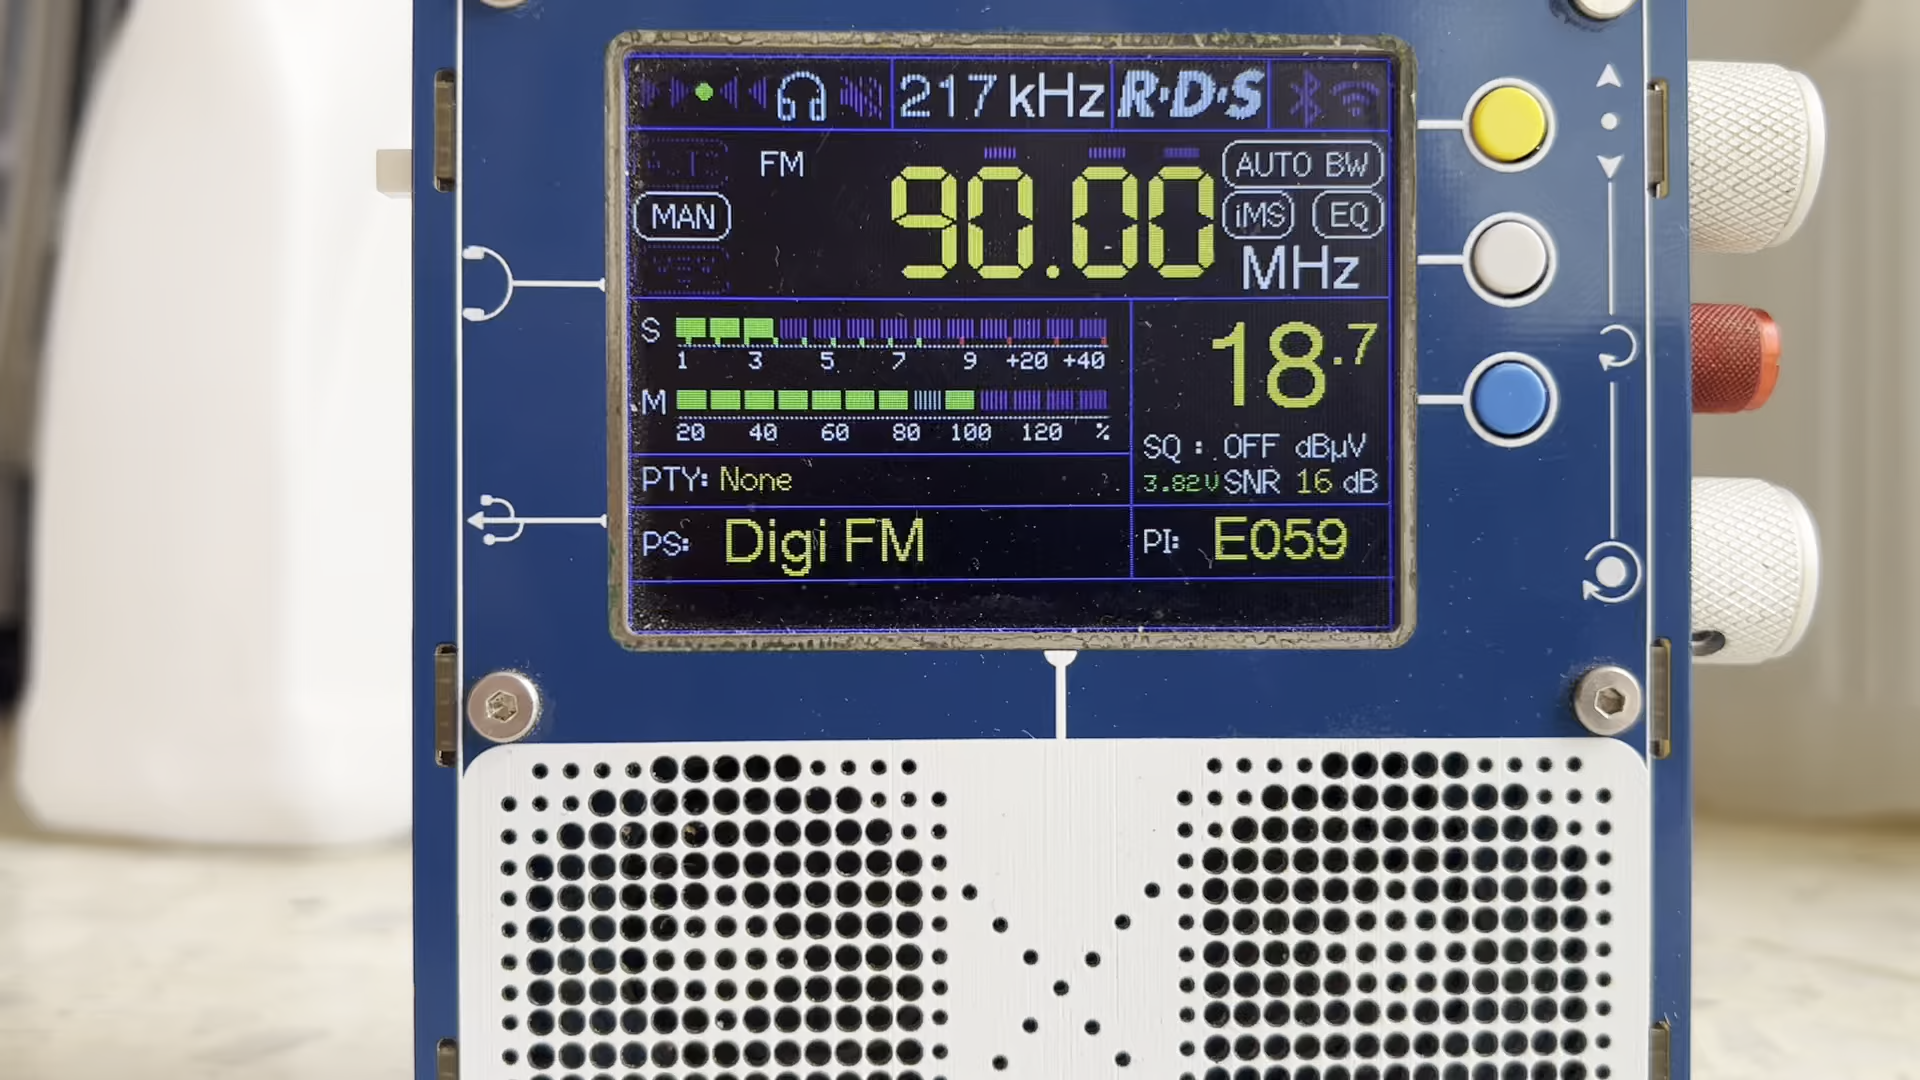 217 kHz R·D·S
FM 90.00 AUTO BW
MAN iMS EQ
MHz
S
1 3 5 7 9 +20 +40
18.7
M
20 40 60 80 100 120 %
SQ : OFF dBµV
PTY: None
3.82V SNR 16 dB
PS: Digi FM
PI: E059